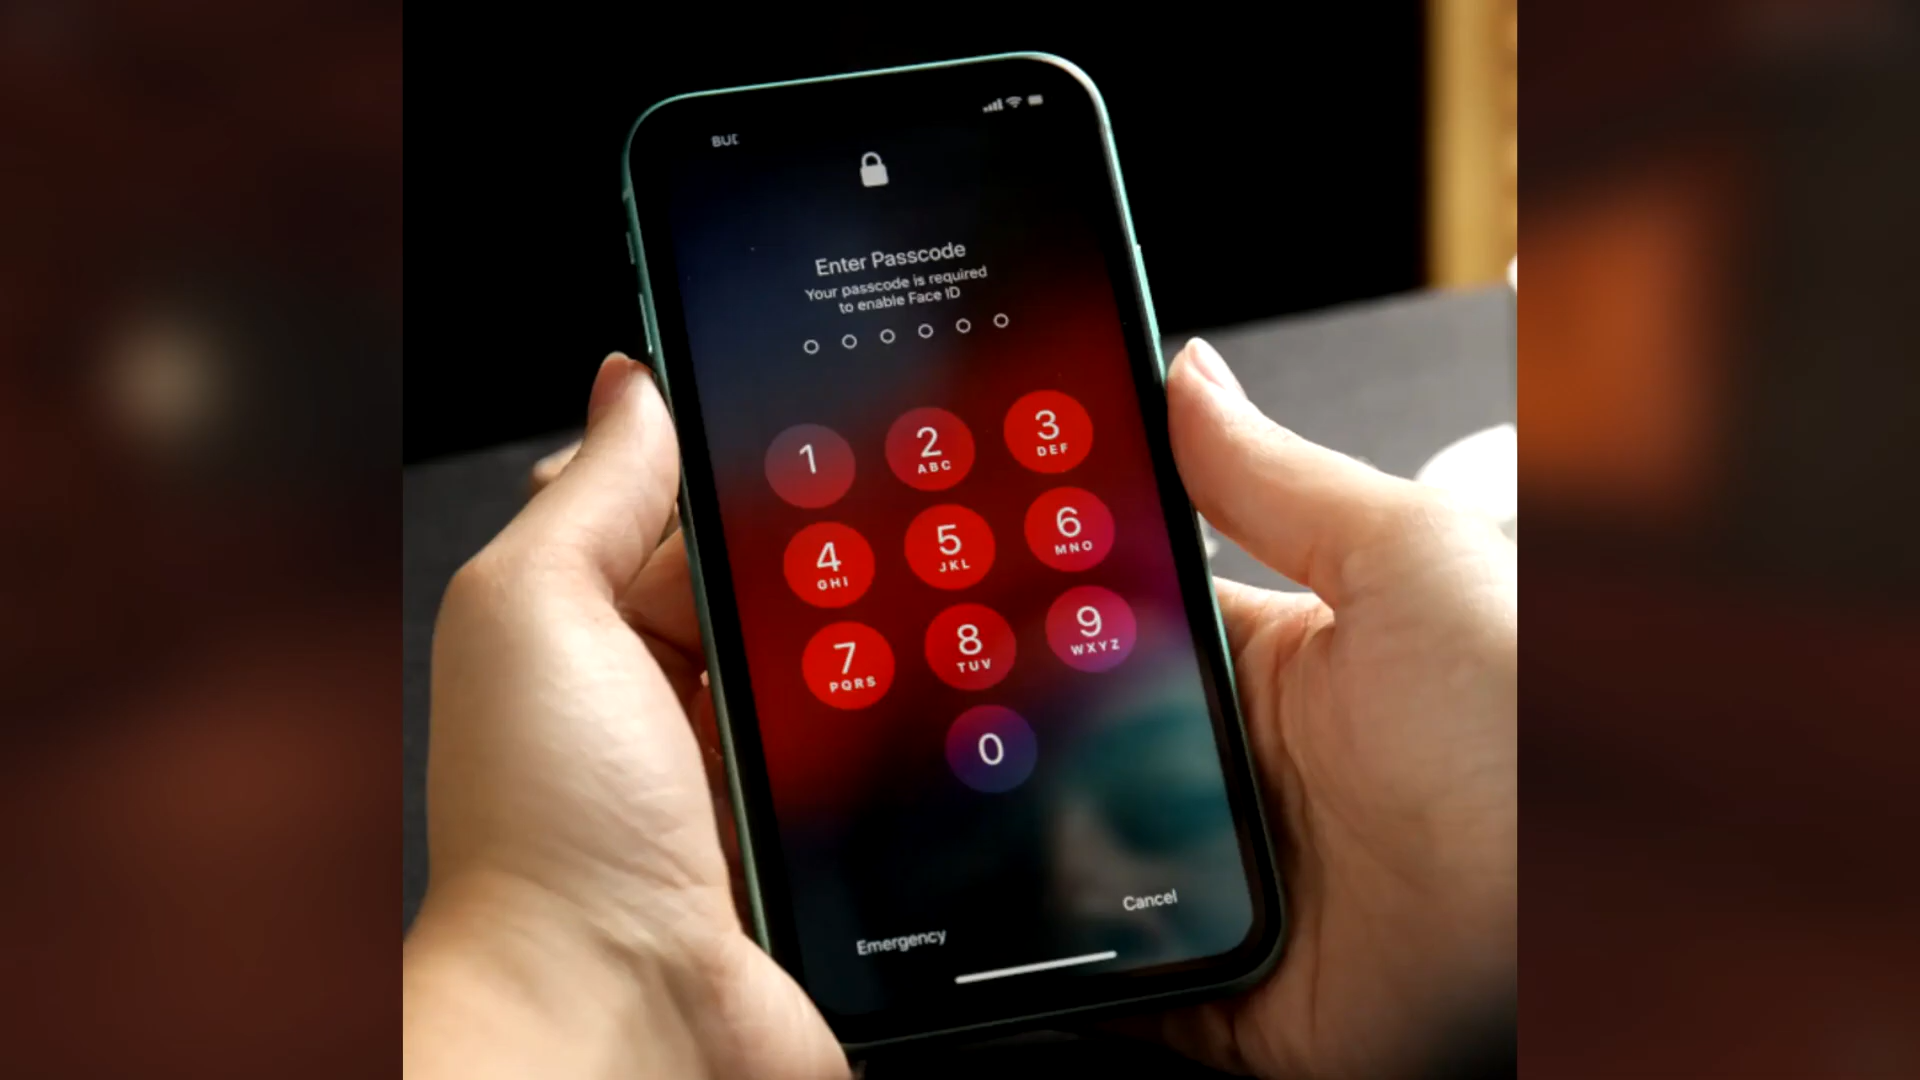 BUD
Enter Passcode
Your passcode is required
to enable Face ID
1
2
ABC
3
DEF
4
GHI
5
JKL
6
MNO
7
PQRS
8
TUV
9
WXYZ
0
Emergency
Cancel